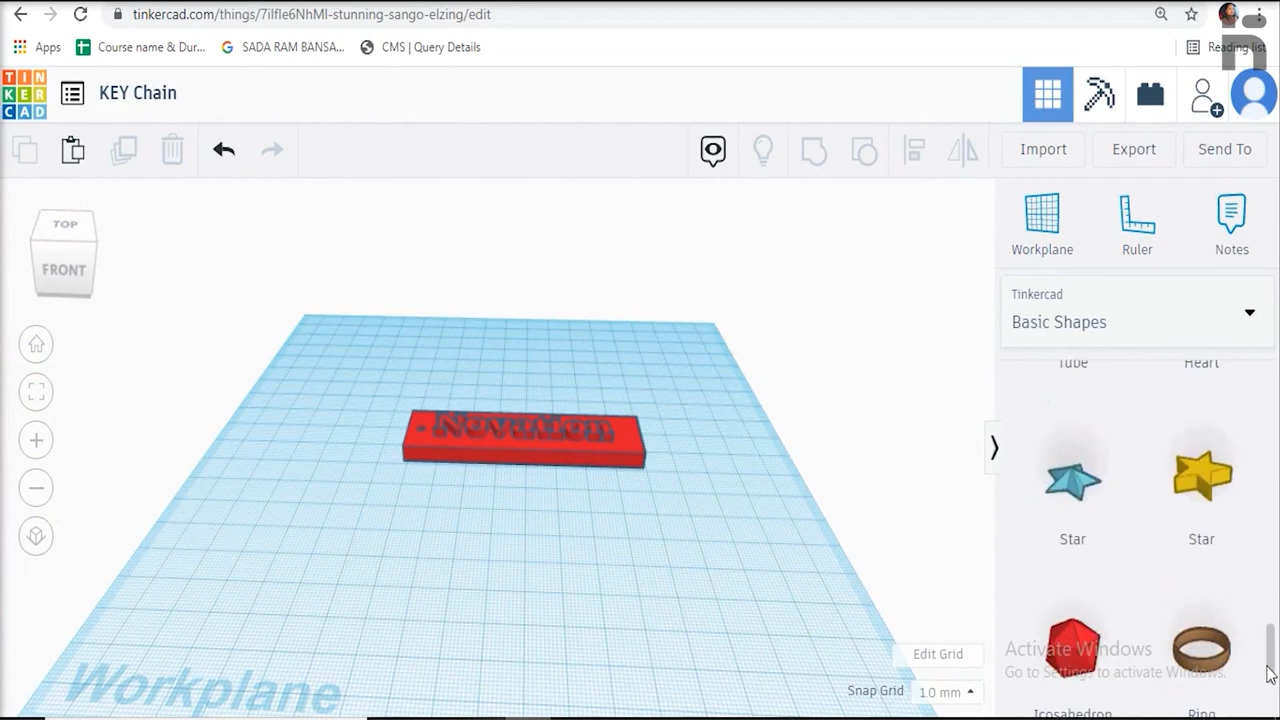 tinkercad.com/things/7ilfle6NhMl-stunning-sango-elzing/edit
Apps Course name & Dur... SADA RAM BANSA... CMS | Query Details Reading list
TIN
KER
CAD
KEY Chain
Import Export Send To
TOP
FRONT
Workplane Ruler Notes
Tinkercad
Basic Shapes
Tube Heart
Star Star
Activate Windows
Go to Settings to activate Windows.
Edit Grid
Snap Grid 1.0 mm
Workplane
Icosahedron Ring